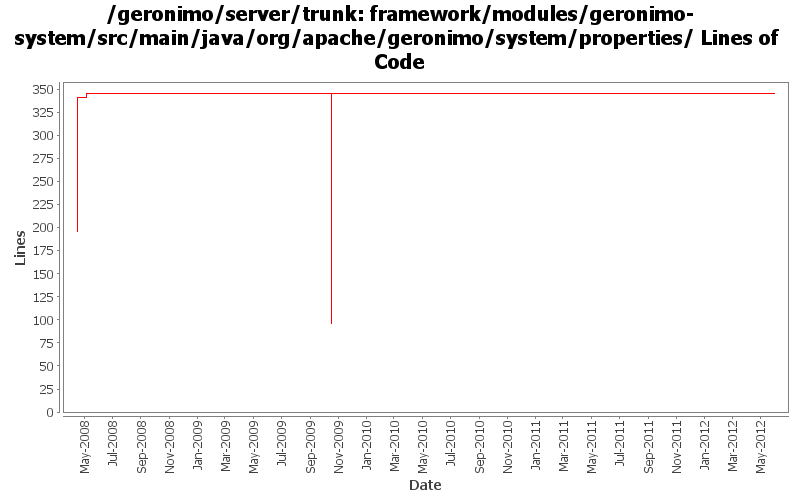 /geronimo/server/trunk: framework/modules/geronimo-
system/src/main/java/org/apache/geronimo/system/properties/ Lines of
Code
Lines
350
325
300
275
250
225
200
175
150
125
100
75
50
25
0
May-2008
Jul-2008
Sep-2008
Nov-2008
Jan-2009
Mar-2009
May-2009
Jul-2009
Sep-2009
Nov-2009
Jan-2010
Mar-2010
May-2010
Jul-2010
Sep-2010
Nov-2010
Jan-2011
Mar-2011
May-2011
Jul-2011
Sep-2011
Nov-2011
Jan-2012
Mar-2012
May-2012
Date